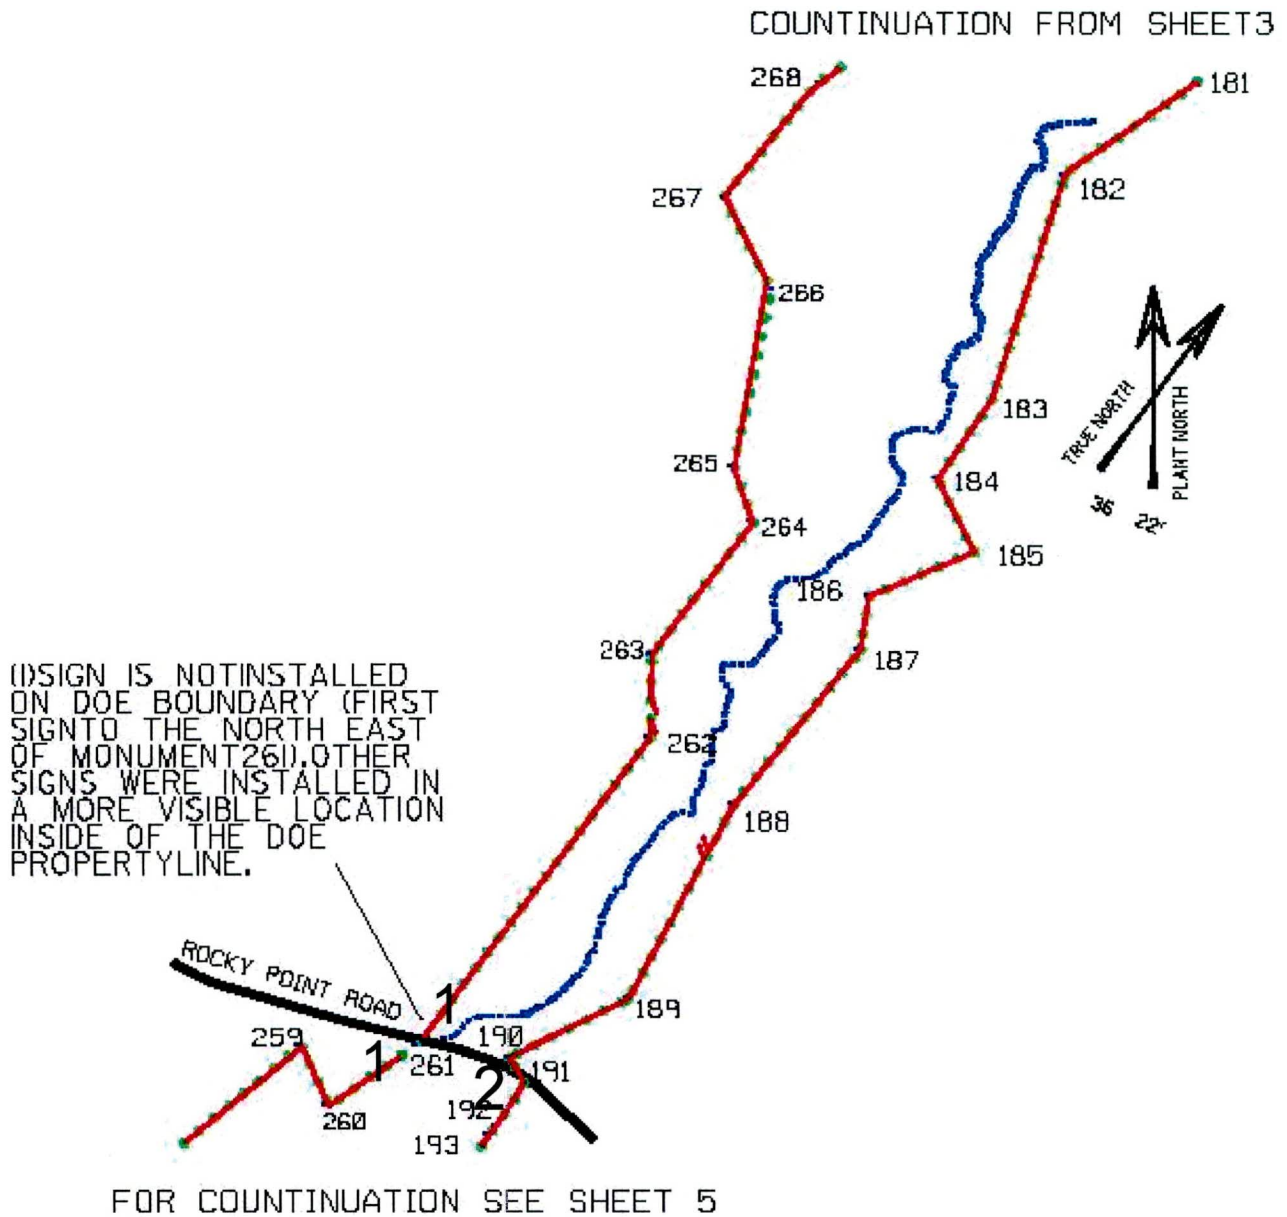 COUNTINUATION FROM SHEET3
268
181
267
182
266
183
TRUE NORTH
PLANT NORTH
265
184
264
185
186
263
187
(1)SIGN IS NOTINSTALLED
ON DOE BOUNDARY (FIRST
SIGNTO THE NORTH EAST
OF MONUMENT261).OTHER
SIGNS WERE INSTALLED IN
A MORE VISIBLE LOCATION
INSIDE OF THE DOE
PROPERTYLINE.
262
188
ROCKY POINT ROAD
1
189
259
190
1
261
191
2
260
192
193
FOR COUNTINUATION SEE SHEET 5